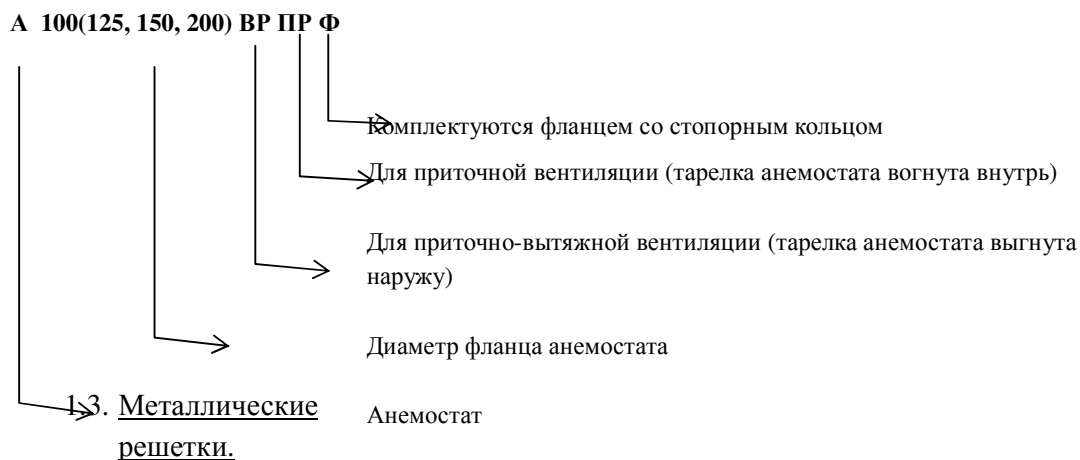 А 100(125, 150, 200) ВР ПР Ф
Комплектуются фланцем со стопорным кольцом
Для приточной вентиляции (тарелка анемостата вогнута внутрь)
Для приточно-вытяжной вентиляции (тарелка анемостата выгнута
наружу)
Диаметр фланца анемостата
Анемостат
1.3. Металлические
решетки.